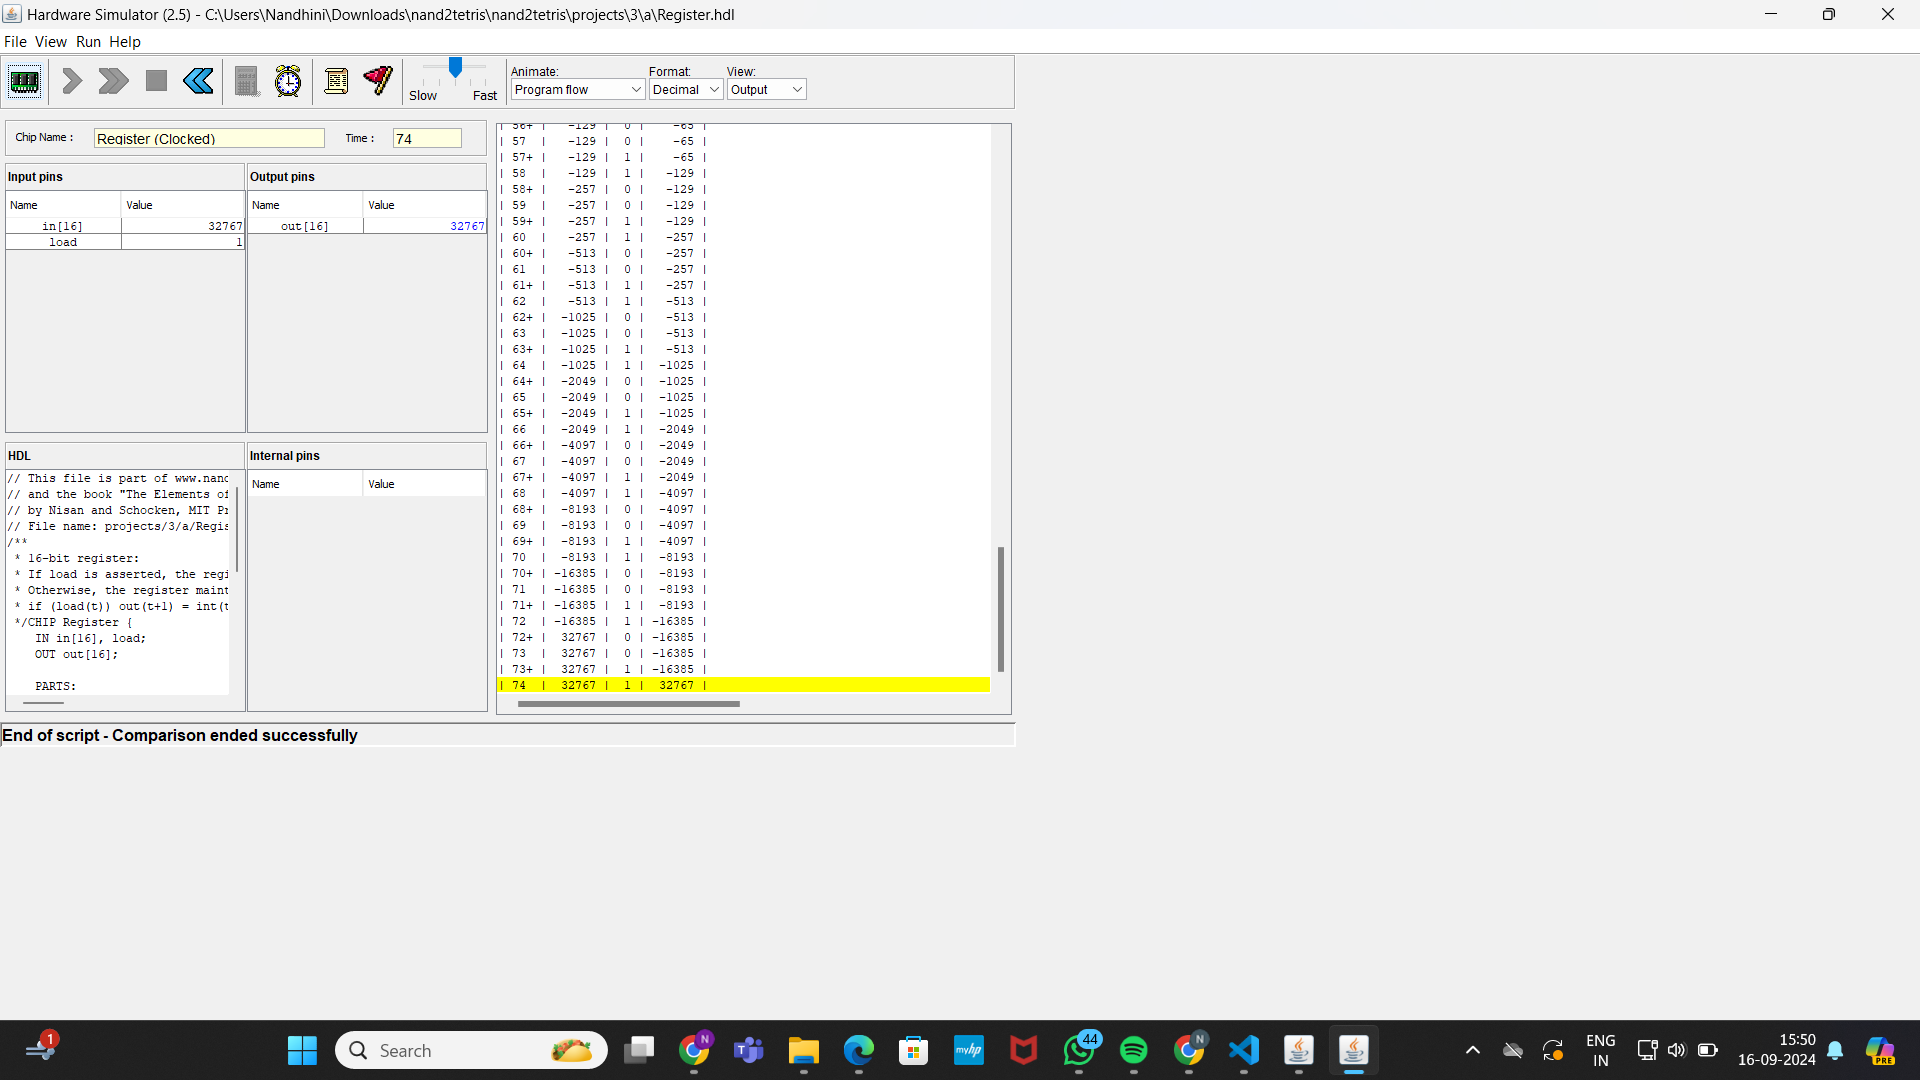 Hardware Simulator (2.5) - C:\Users\Nandhini\Downloads\nand2tetris\nand2tetris\projects\3\a\Register.hdl
File View Run Help
Slow Fast
Animate: Format: View:
Program flow Decimal Output
Chip Name : Register (Clocked) Time : 74
Input pins
Name Value
in[16] 32767
load 1
Output pins
Name Value
out[16] 32767
HDL
// This file is part of www.nand
// and the book "The Elements of
// by Nisan and Schocken, MIT Pr
// File name: projects/3/a/Regis
/**
* 16-bit register:
* If load is asserted, the regi
* Otherwise, the register maint
* if (load(t)) out(t+1) = int(t
*/CHIP Register {
IN in[16], load;
OUT out[16];
PARTS:
Internal pins
Name Value
| 56+ | -129 | 0 | -65 |
| 57 | -129 | 0 | -65 |
| 57+ | -129 | 1 | -65 |
| 58 | -129 | 1 | -129 |
| 58+ | -257 | 0 | -129 |
| 59 | -257 | 0 | -129 |
| 59+ | -257 | 1 | -129 |
| 60 | -257 | 1 | -257 |
| 60+ | -513 | 0 | -257 |
| 61 | -513 | 0 | -257 |
| 61+ | -513 | 1 | -257 |
| 62 | -513 | 1 | -513 |
| 62+ | -1025 | 0 | -513 |
| 63 | -1025 | 0 | -513 |
| 63+ | -1025 | 1 | -513 |
| 64 | -1025 | 1 | -1025 |
| 64+ | -2049 | 0 | -1025 |
| 65 | -2049 | 0 | -1025 |
| 65+ | -2049 | 1 | -1025 |
| 66 | -2049 | 1 | -2049 |
| 66+ | -4097 | 0 | -2049 |
| 67 | -4097 | 0 | -2049 |
| 67+ | -4097 | 1 | -2049 |
| 68 | -4097 | 1 | -4097 |
| 68+ | -8193 | 0 | -4097 |
| 69 | -8193 | 0 | -4097 |
| 69+ | -8193 | 1 | -4097 |
| 70 | -8193 | 1 | -8193 |
| 70+ | -16385 | 0 | -8193 |
| 71 | -16385 | 0 | -8193 |
| 71+ | -16385 | 1 | -8193 |
| 72 | -16385 | 1 | -16385 |
| 72+ | 32767 | 0 | -16385 |
| 73 | 32767 | 0 | -16385 |
| 73+ | 32767 | 1 | -16385 |
| 74 | 32767 | 1 | 32767 |
End of script - Comparison ended successfully
1
Search
N
myhp
44
N
ENG
IN
15:50
16-09-2024
PRE